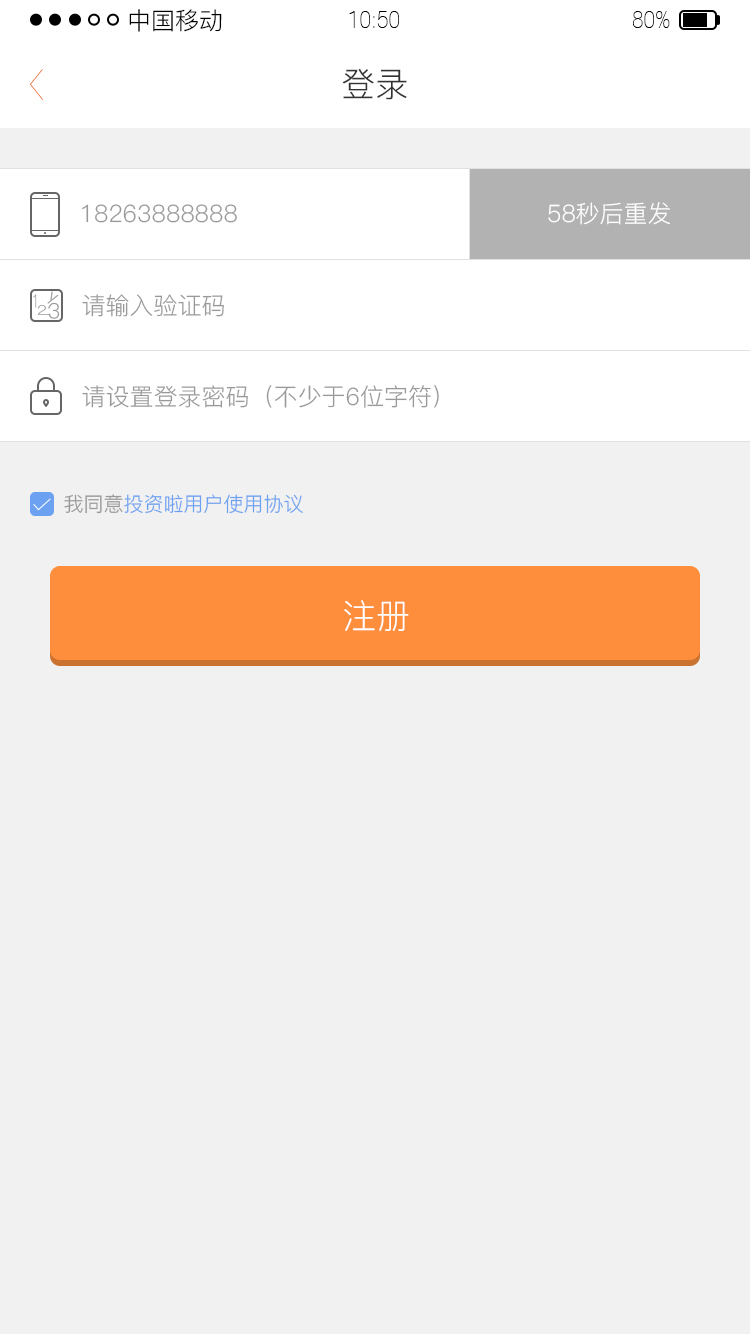 中国移动 10:50 80%
登录
18263888888 58秒后重发
123 请输入验证码
请设置登录密码（不少于6位字符）
我同意投资啦用户使用协议
注册